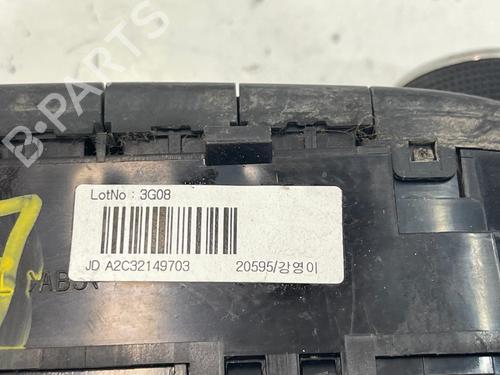 B-PARTS
LotNo : 3G08
JD A2C32149703 20595/강영이